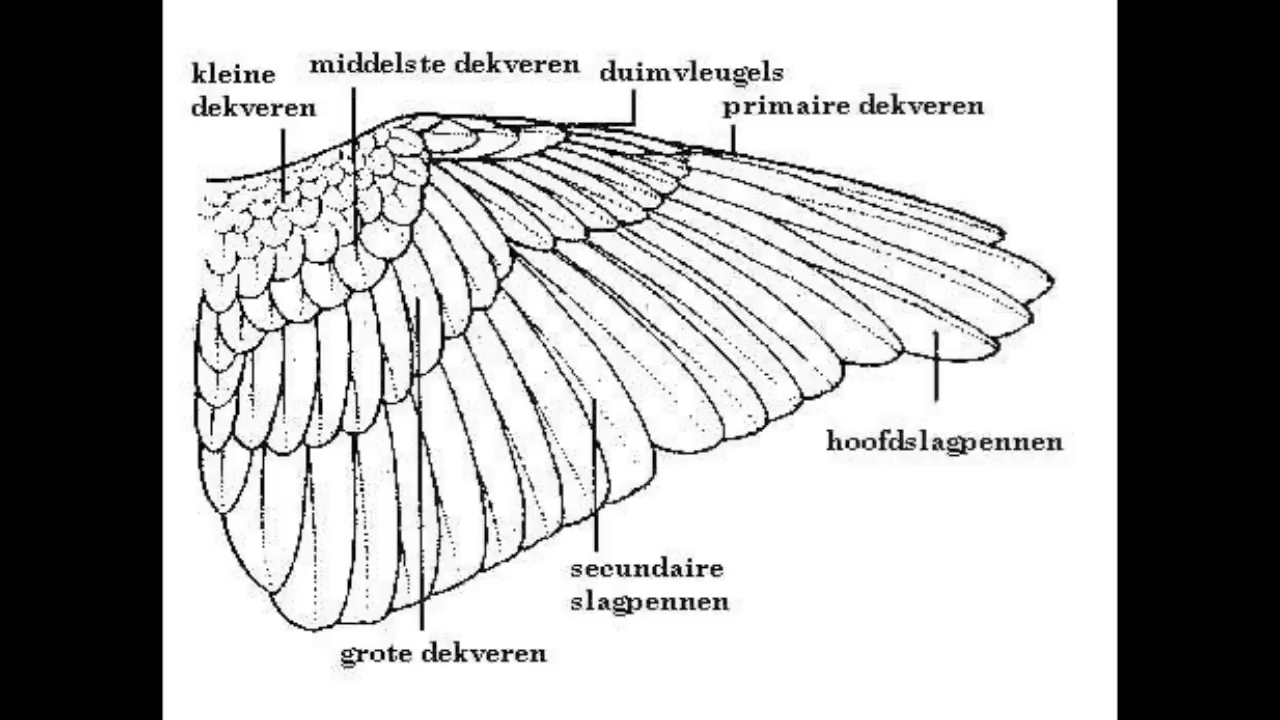 kleine
dekveren
middelste dekveren
duimvleugels
primaire dekveren
hoofdslagpennen
secundaire
slagpennen
grote dekveren